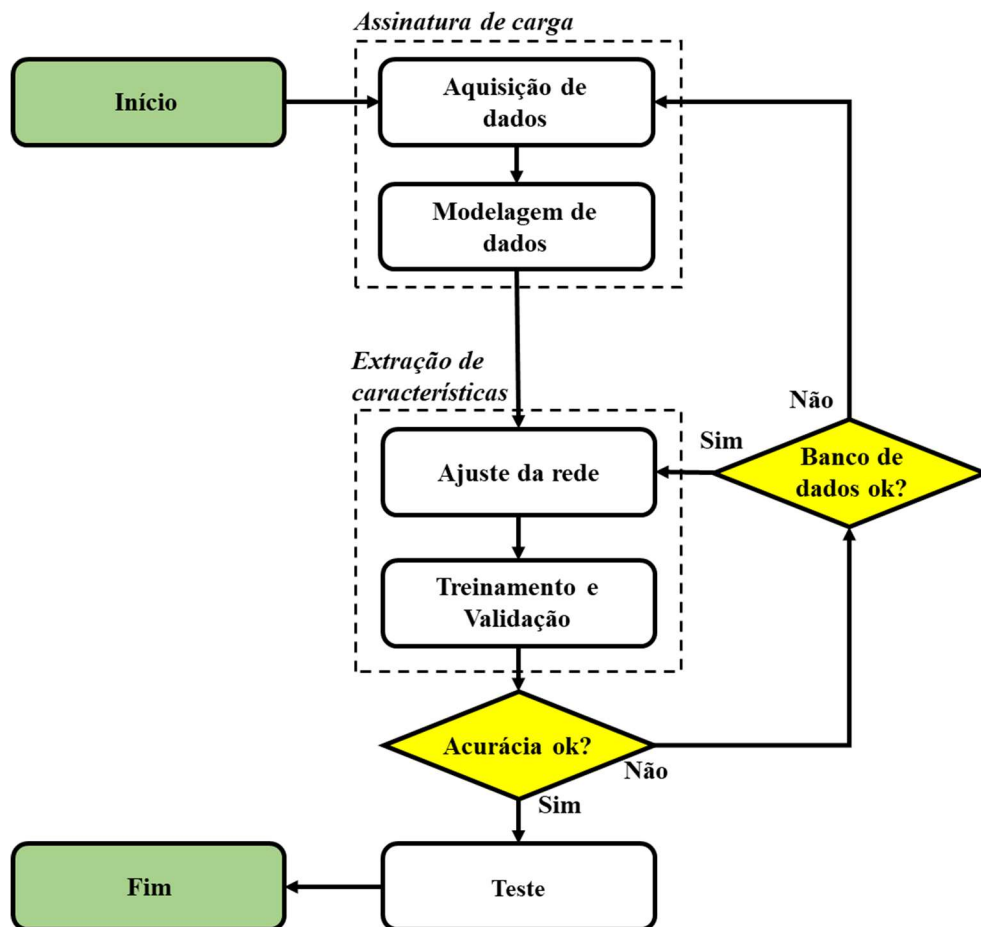 Assinatura de carga
Início
Aquisição de
dados
Modelagem de
dados
Extração de
características
Não
Sim
Banco de
dados ok?
Ajuste da rede
Treinamento e
Validação
Acurácia ok?
Não
Sim
Fim
Teste